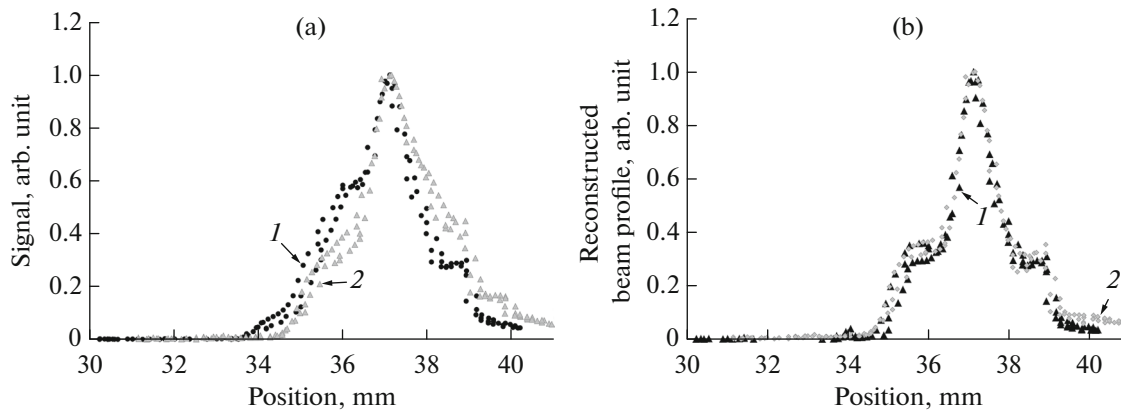 (a)
Signal, arb. unit
1.2
1.0
0.8
0.6
0.4
0.2
0
1
2
30 32 34 36 38 40
Position, mm
(b)
Reconstructed
beam profile, arb. unit
1.2
1.0
0.8
0.6
0.4
0.2
0
1
2
30 32 34 36 38 40
Position, mm